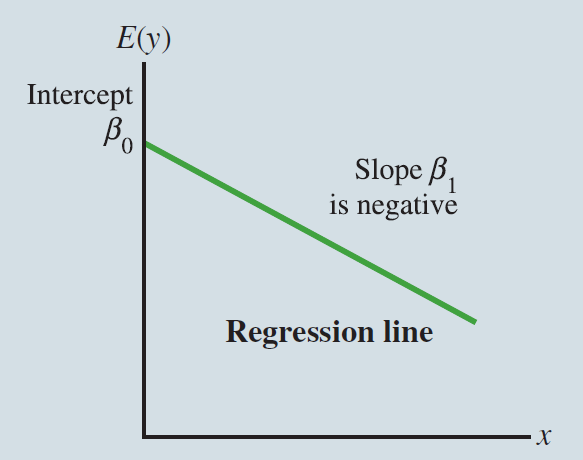 E(y)
Intercept
β₀
Slope β₁
is negative
Regression line
x